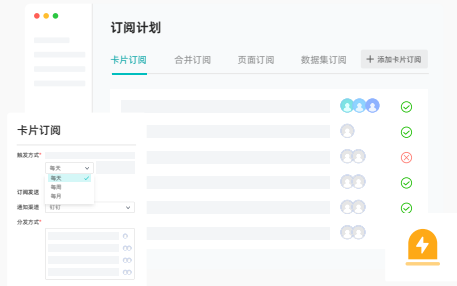 订阅计划
卡片订阅 合并订阅 页面订阅 数据集订阅 + 添加卡片订阅
卡片订阅
触发方式*
每天
每天
每周
每月
订阅发送
通知渠道 钉钉
分发方式*